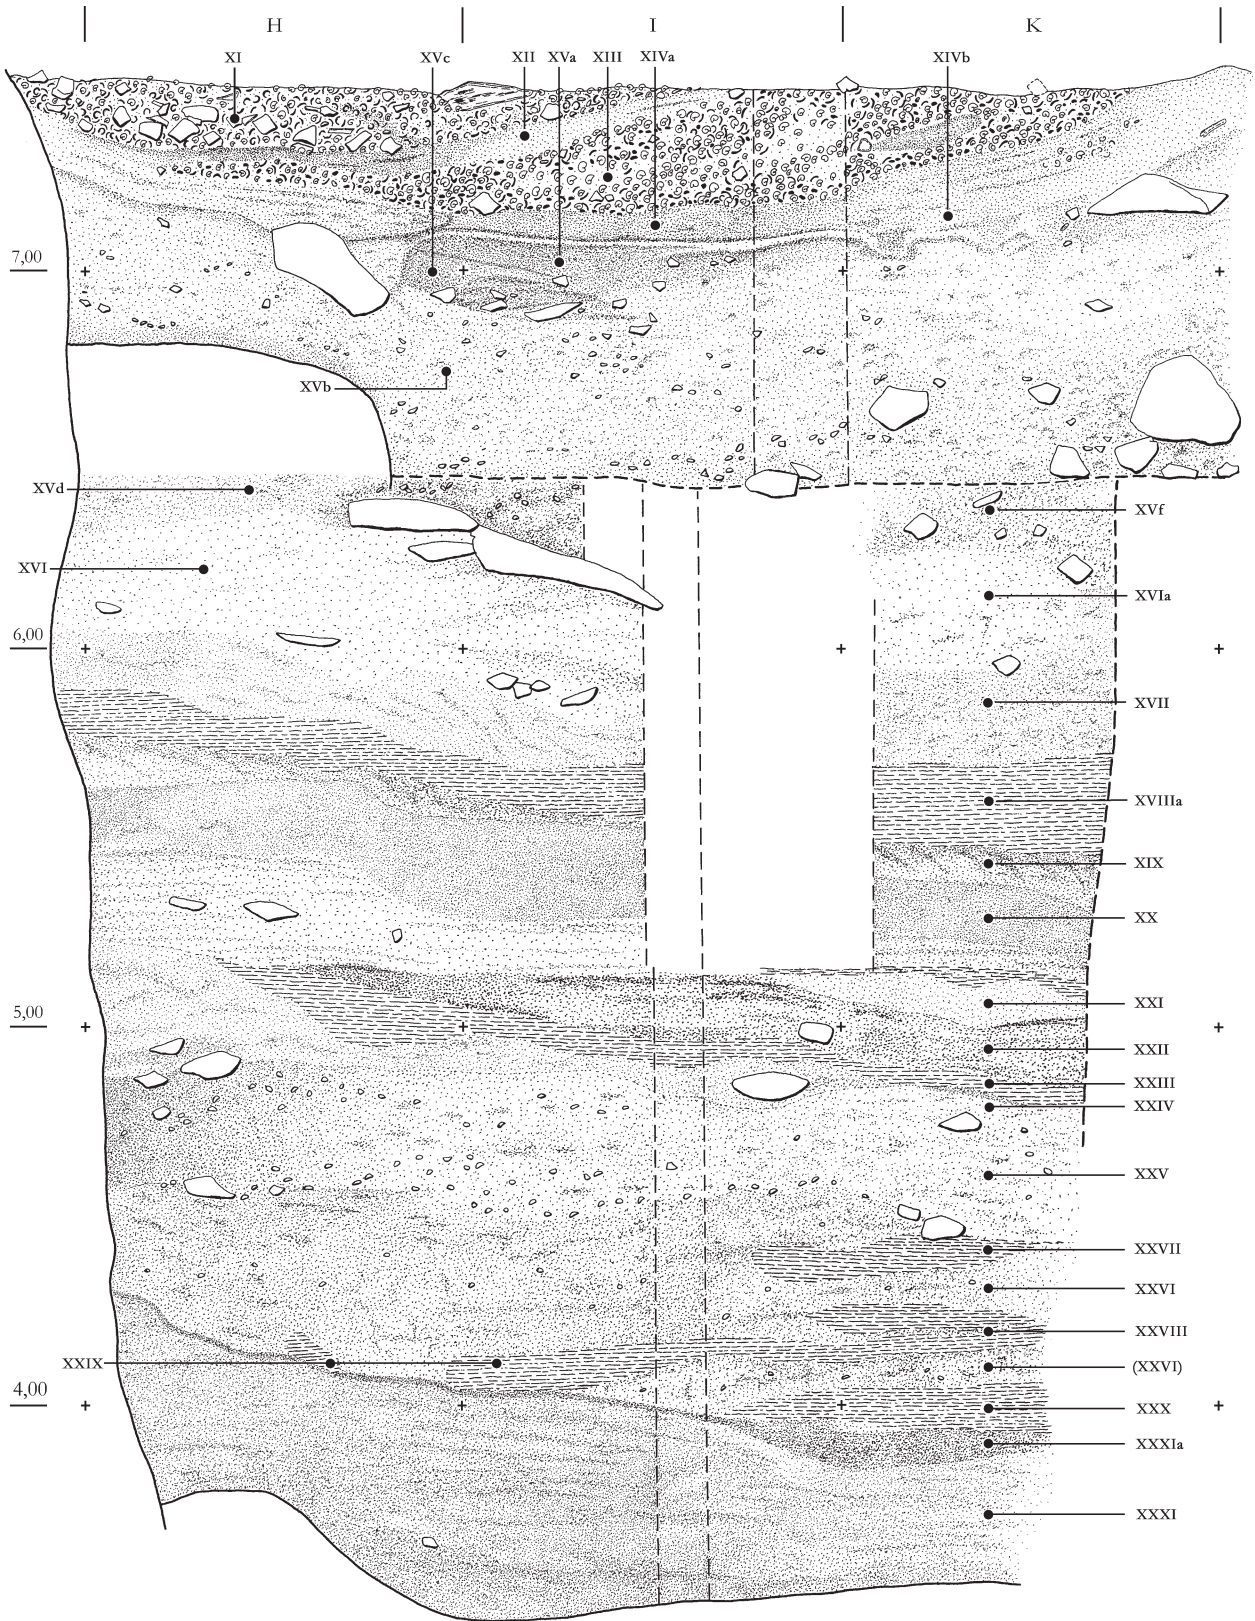 H I K
XI XVc XII XVa XIII XIVa XIVb
7,00
XVb
XVd
XVf
XVI
XVIa
6,00
XVII
XVIIIa
XIX
XX
XXI
5,00
XXII
XXIII
XXIV
XXV
XXVII
XXVI
XXVIII
XXIX
(XXVI)
4,00
XXX
XXXIa
XXXI